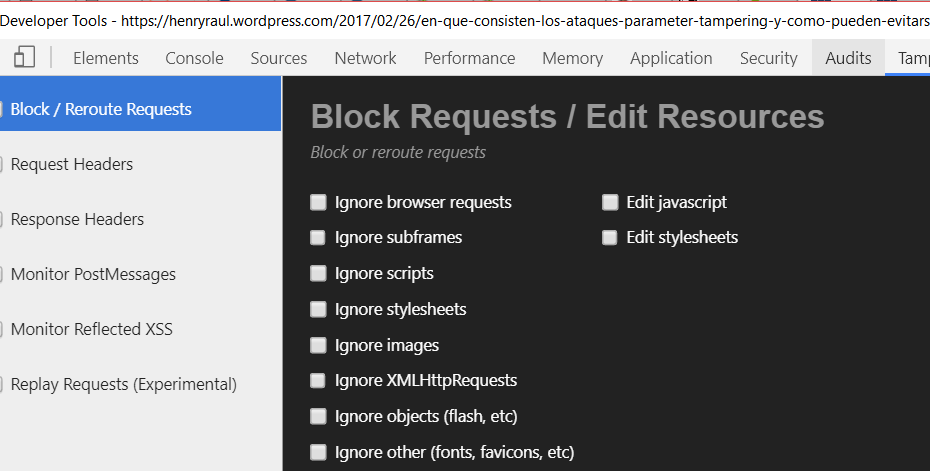 Developer Tools - https://henryraul.wordpress.com/2017/02/26/en-que-consisten-los-ataques-parameter-tampering-y-como-pueden-evitars
Elements Console Sources Network Performance Memory Application Security Audits Tamp
Block / Reroute Requests
Request Headers
Response Headers
Monitor PostMessages
Monitor Reflected XSS
Replay Requests (Experimental)
Block Requests / Edit Resources
Block or reroute requests
Ignore browser requests
Ignore subframes
Ignore scripts
Ignore stylesheets
Ignore images
Ignore XMLHttpRequests
Ignore objects (flash, etc)
Ignore other (fonts, favicons, etc)
Edit javascript
Edit stylesheets